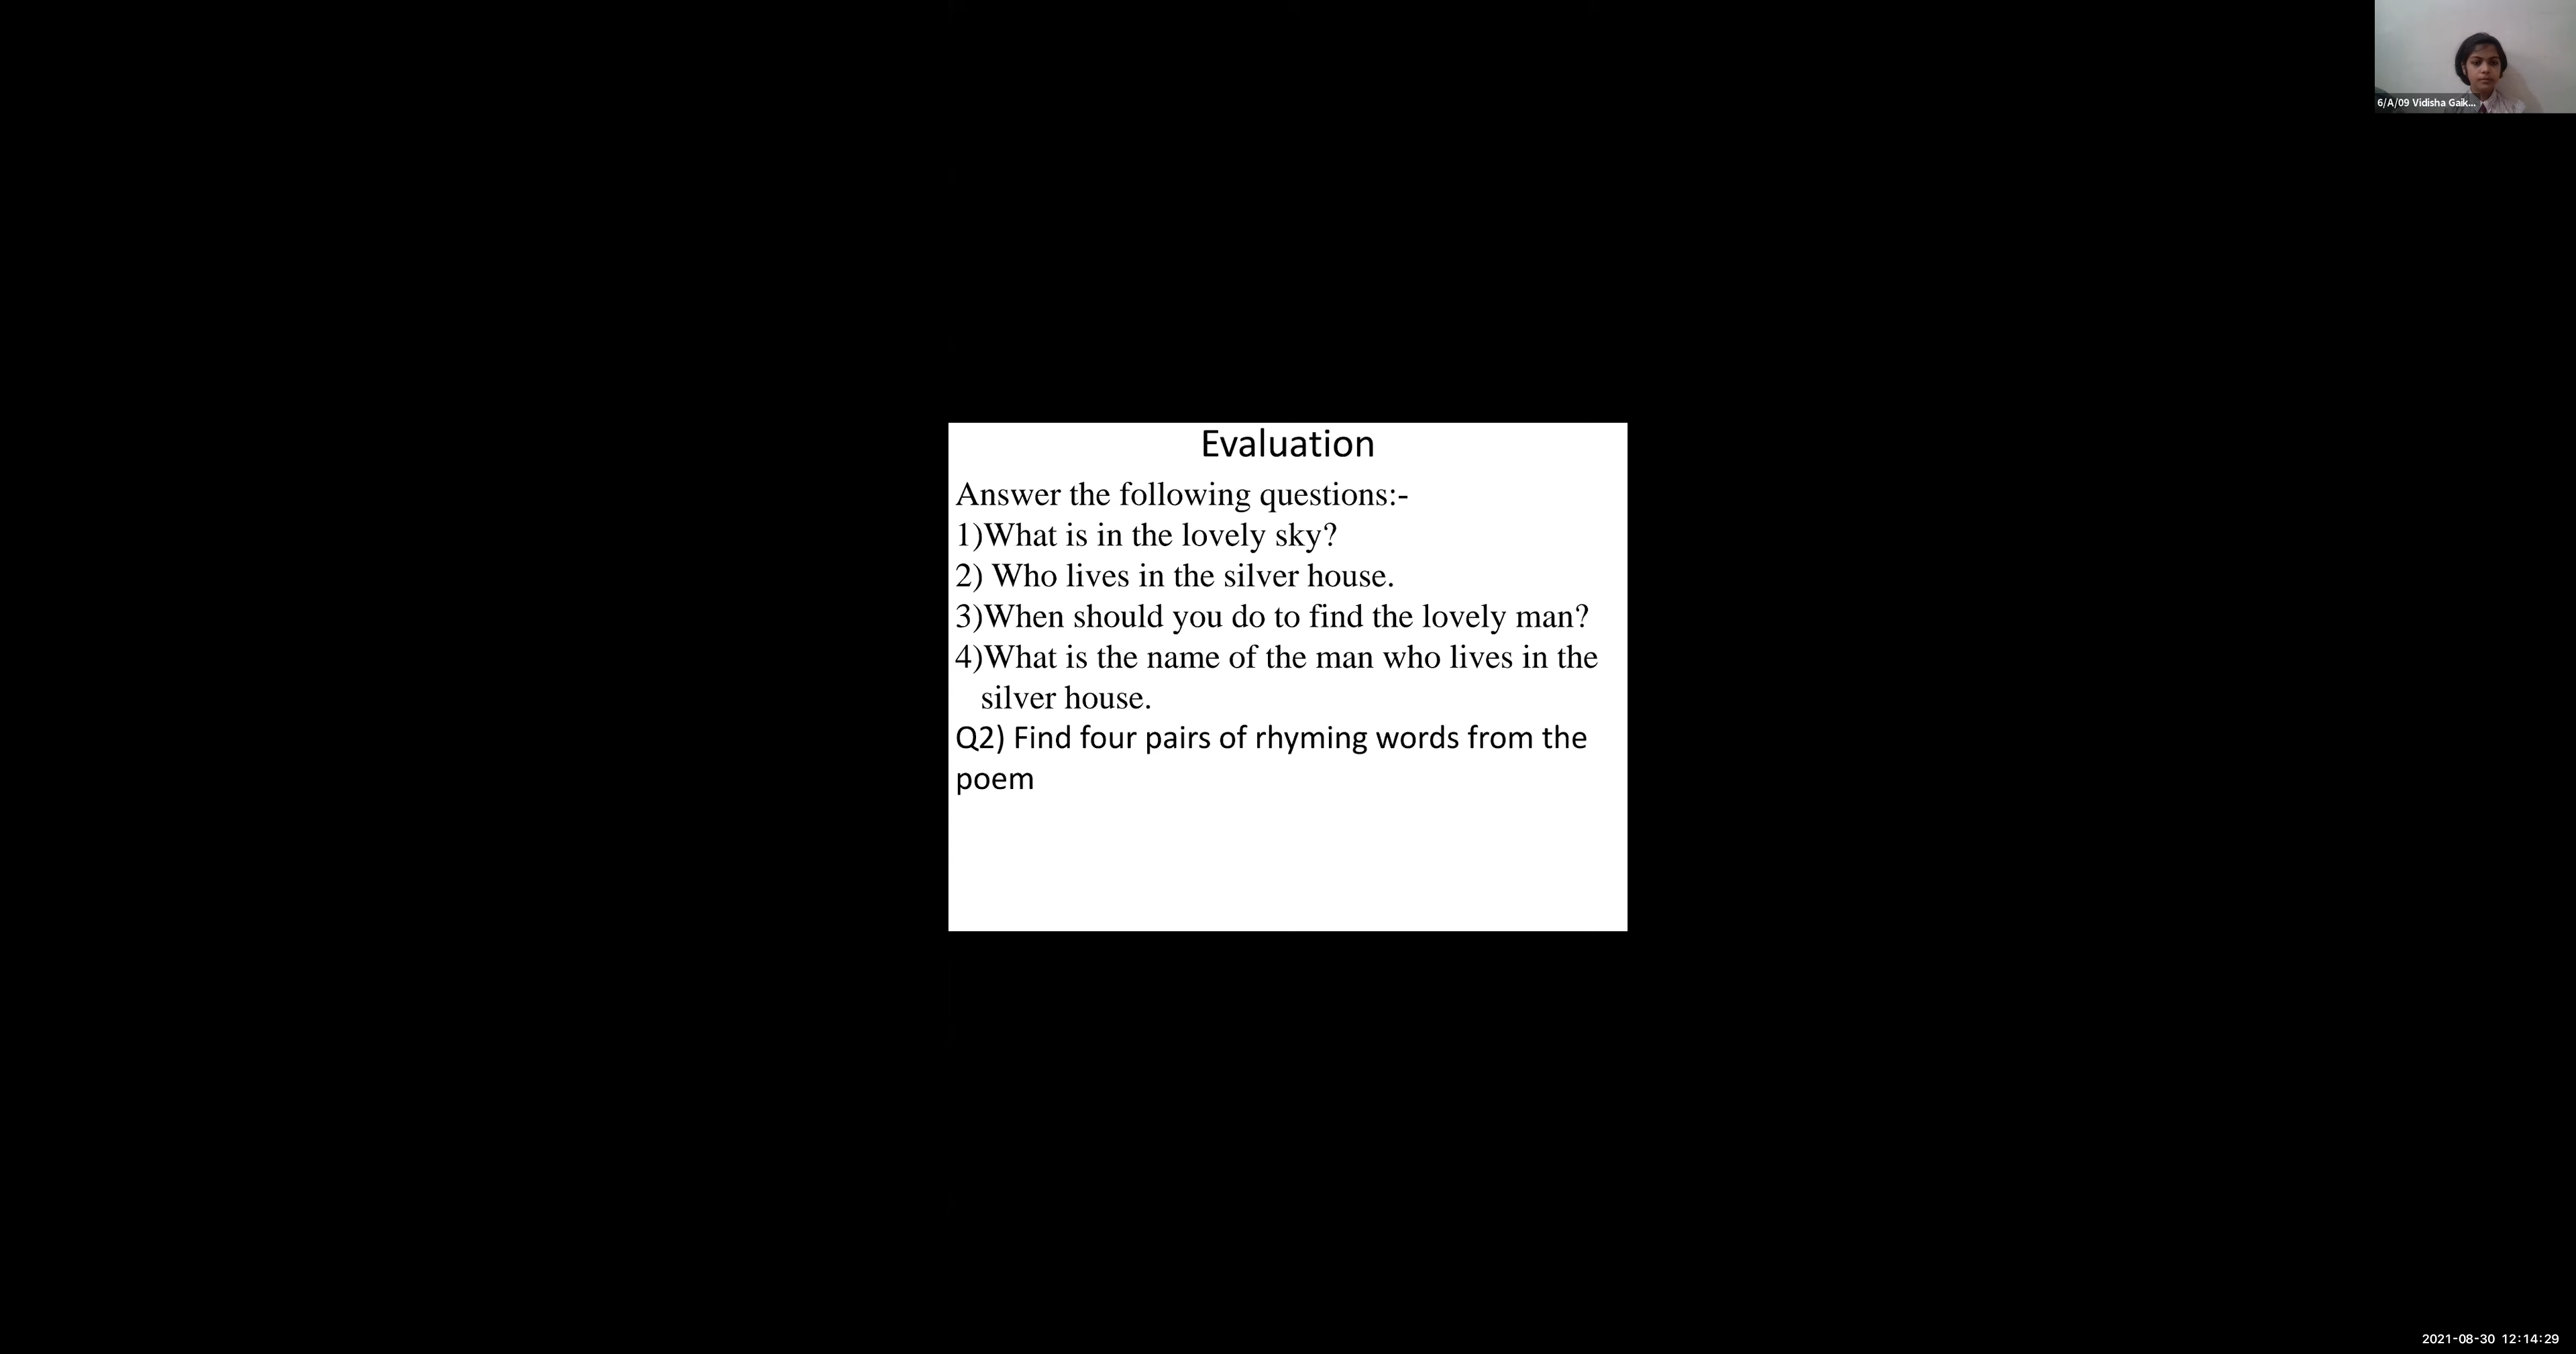 6/A/09 Vidisha Gaik...
Evaluation
Answer the following questions:-
1)What is in the lovely sky?
2) Who lives in the silver house.
3)When should you do to find the lovely man?
4)What is the name of the man who lives in the
silver house.
Q2) Find four pairs of rhyming words from the
poem
2021-08-30 12:14:29